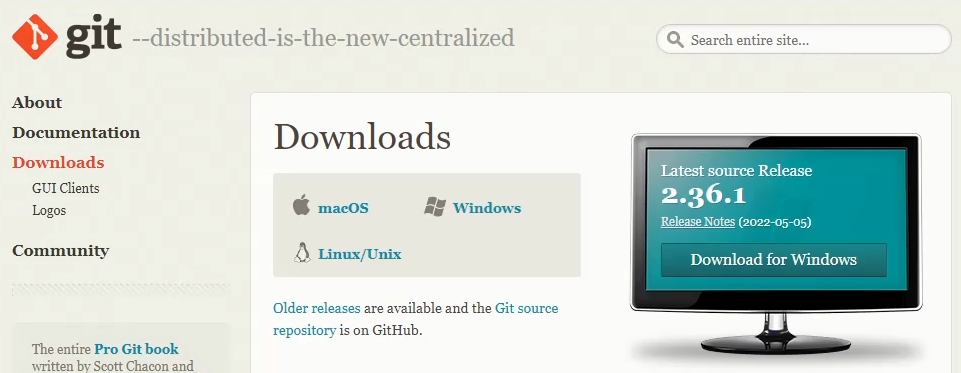 git --distributed-is-the-new-centralized
Search entire site...
About
Documentation
Downloads
GUI Clients
Logos
Community
The entire Pro Git book
written by Scott Chacon and
Downloads
macOS
Windows
Linux/Unix
Older releases are available and the Git source
repository is on GitHub.
Latest source Release
2.36.1
Release Notes (2022-05-05)
Download for Windows